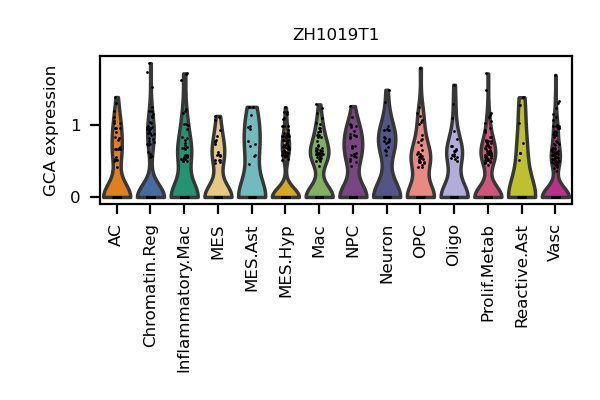 ZH1019T1
GCA expression
1
0
AC
Chromatin.Reg
Inflammatory.Mac
MES
MES.Ast
MES.Hyp
Mac
NPC
Neuron
OPC
Oligo
Prolif.Metab
Reactive.Ast
Vasc